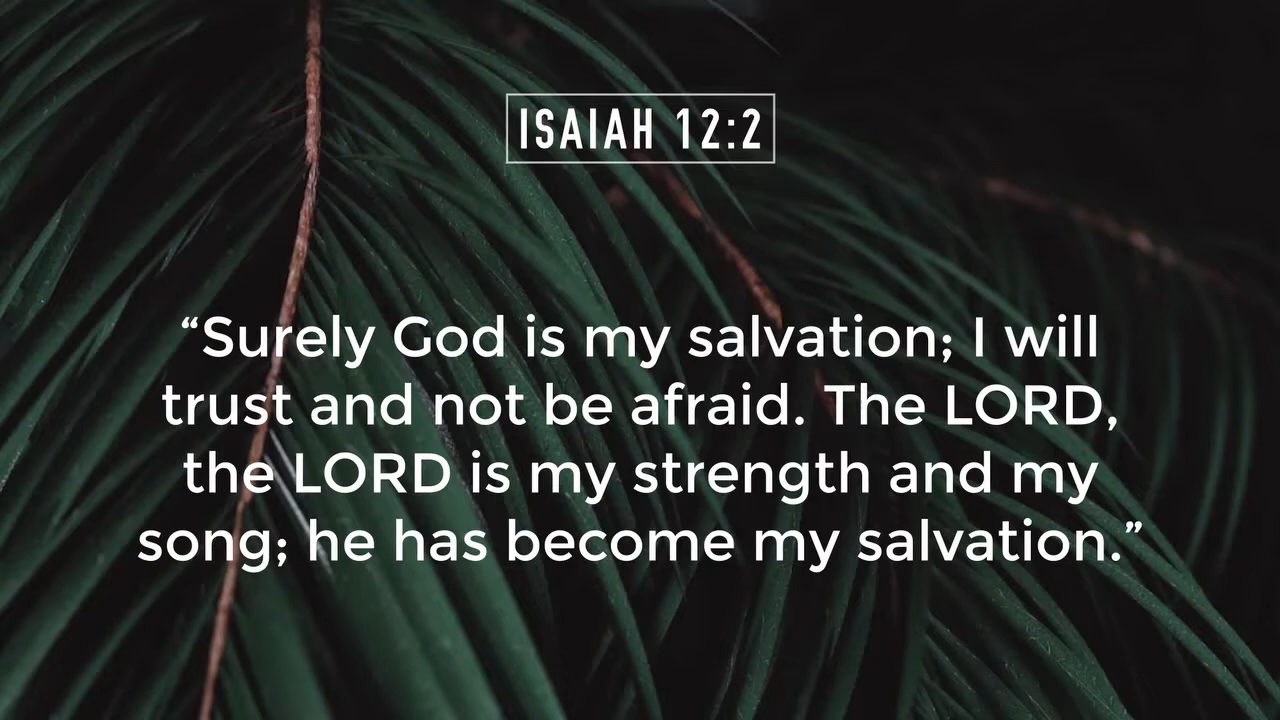 ISAIAH 12:2
“Surely God is my salvation; I will
trust and not be afraid. The LORD,
the LORD is my strength and my
song; he has become my salvation.”